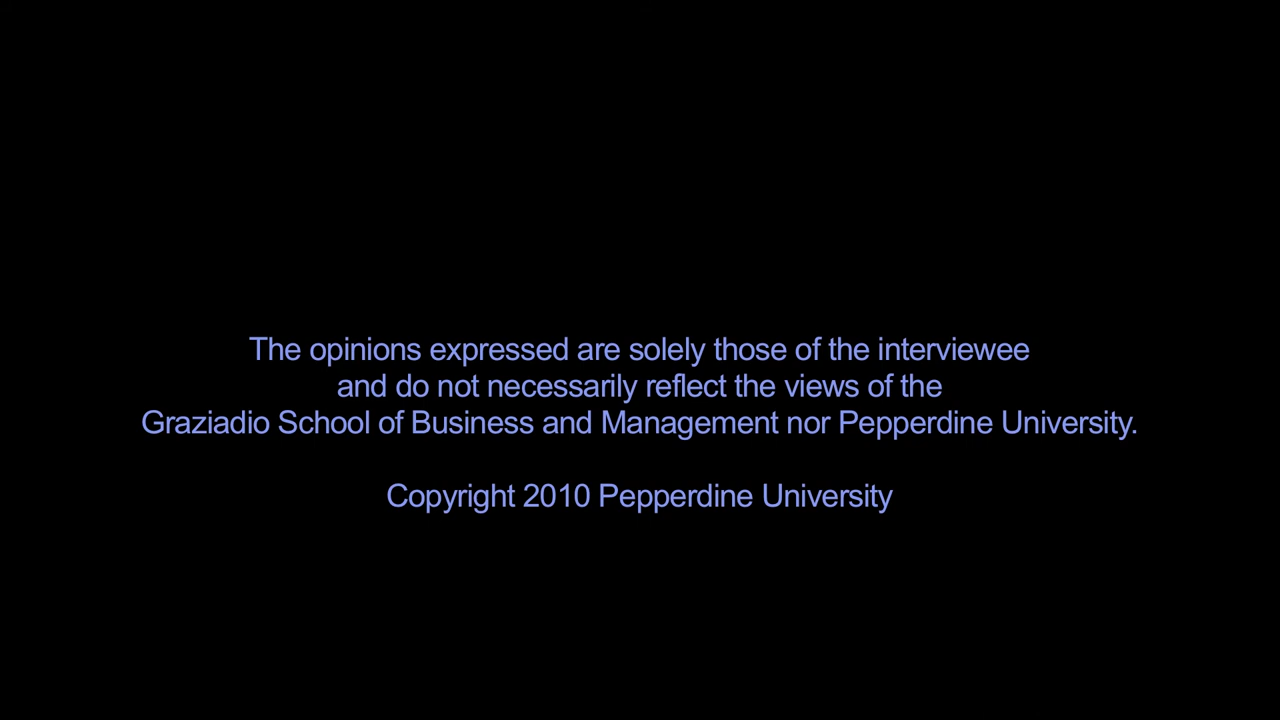 The opinions expressed are solely those of the interviewee
and do not necessarily reflect the views of the
Graziadio School of Business and Management nor Pepperdine University.
Copyright 2010 Pepperdine University